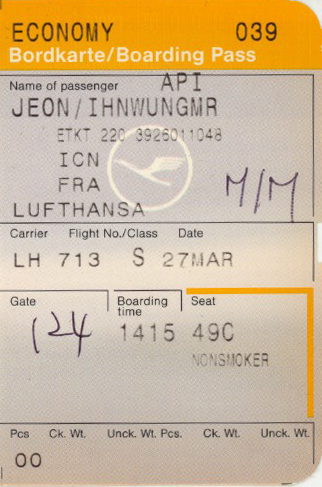 ECONOMY 039
Bordkarte/Boarding Pass
Name of passenger API
JEON/IHNWUNGMR
ETKT 220 3926011048
ICN
FRA M/M
LUFTHANSA
Carrier Flight No./Class Date
LH 713 S 27MAR
Gate Boarding time Seat
124 1415 49C
NONSMOKER
Pcs Ck. Wt. Unck. Wt. Pcs. Ck. Wt. Unck. Wt.
00